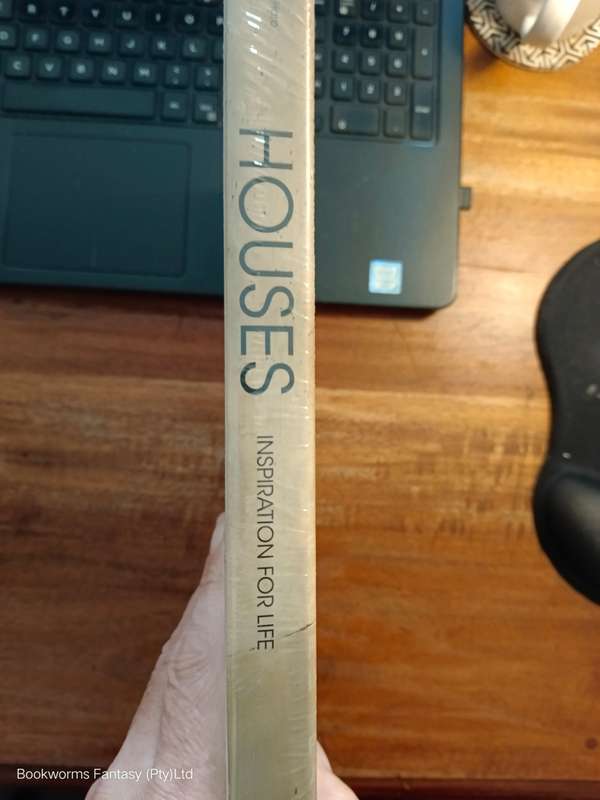 HOUSES
INSPIRATION FOR LIFE
Bookworms Fantasy (Pty)Ltd